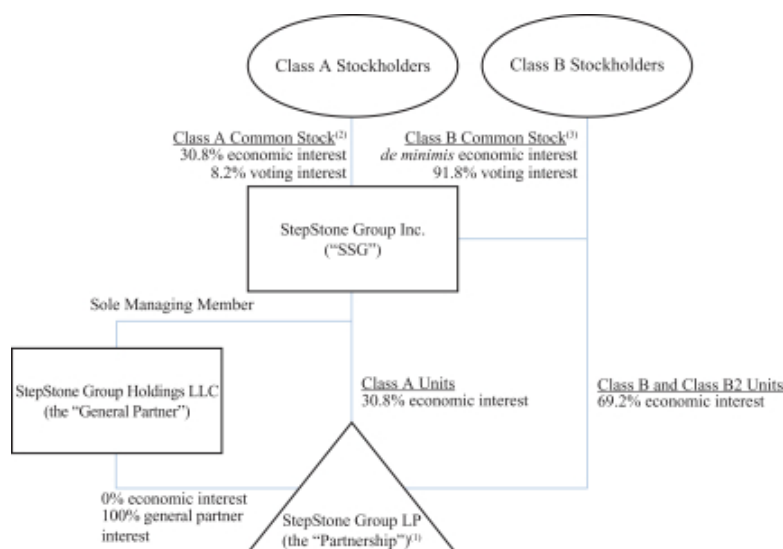 Class A Stockholders
Class B Stockholders
Class A Common Stock(2)
30.8% economic interest
8.2% voting interest
Class B Common Stock(3)
de minimis economic interest
91.8% voting interest
StepStone Group Inc.
(“SSG”)
Sole Managing Member
StepStone Group Holdings LLC
(the “General Partner”)
Class A Units
30.8% economic interest
Class B and Class B2 Units
69.2% economic interest
0% economic interest
100% general partner
interest
StepStone Group LP
(the “Partnership”)(1)